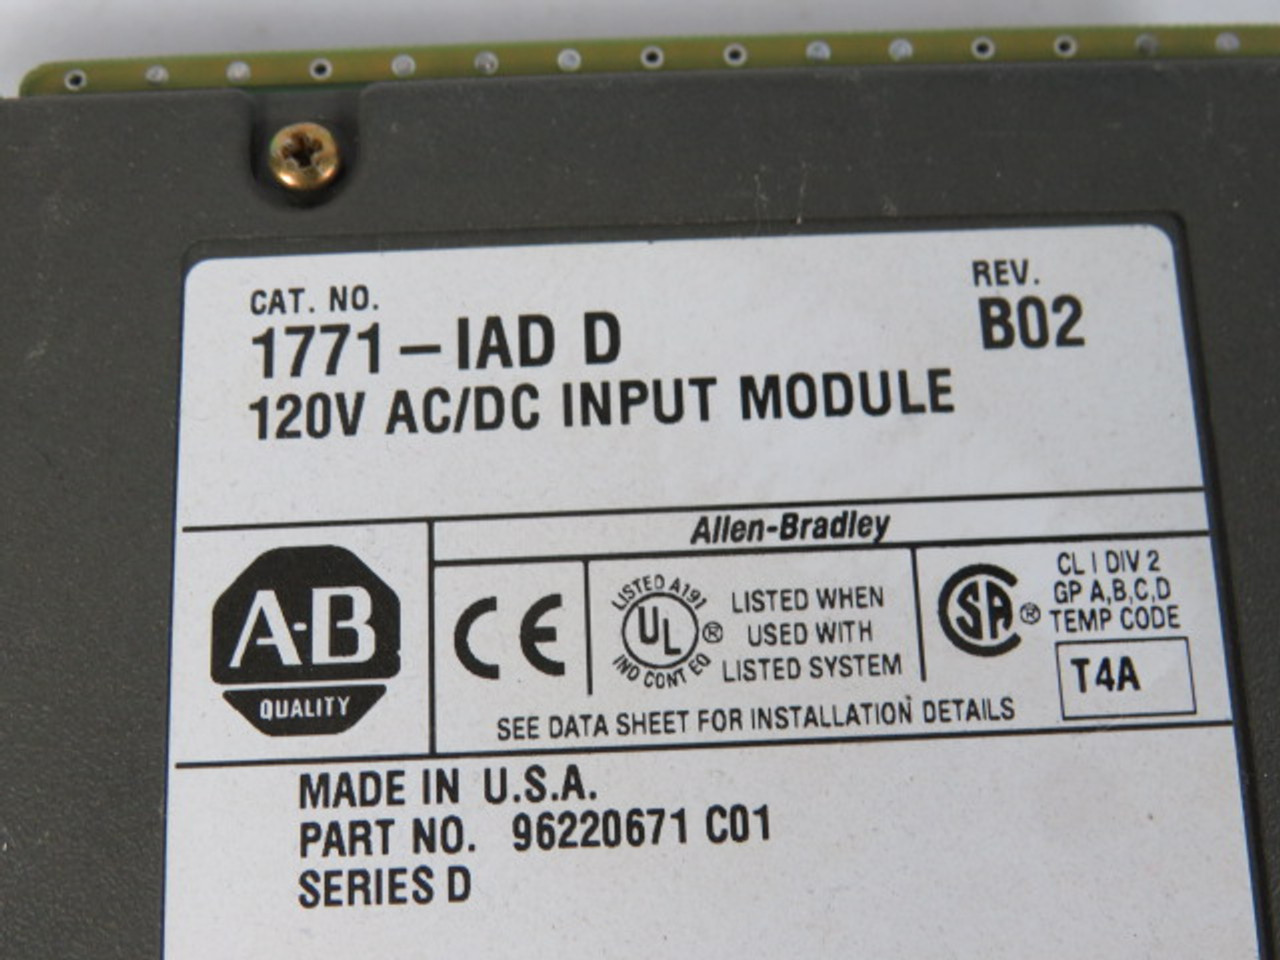 CAT. NO.
REV.
1771-IAD D
B02
120V AC/DC INPUT MODULE
Allen-Bradley
A-B
QUALITY
CE
LISTED A191
UL ®
IND CONT EQ
LISTED WHEN
USED WITH
LISTED SYSTEM
SA ®
CL I DIV 2
GP A,B,C,D
TEMP CODE
T4A
SEE DATA SHEET FOR INSTALLATION DETAILS
MADE IN U.S.A.
PART NO. 96220671 C01
SERIES D